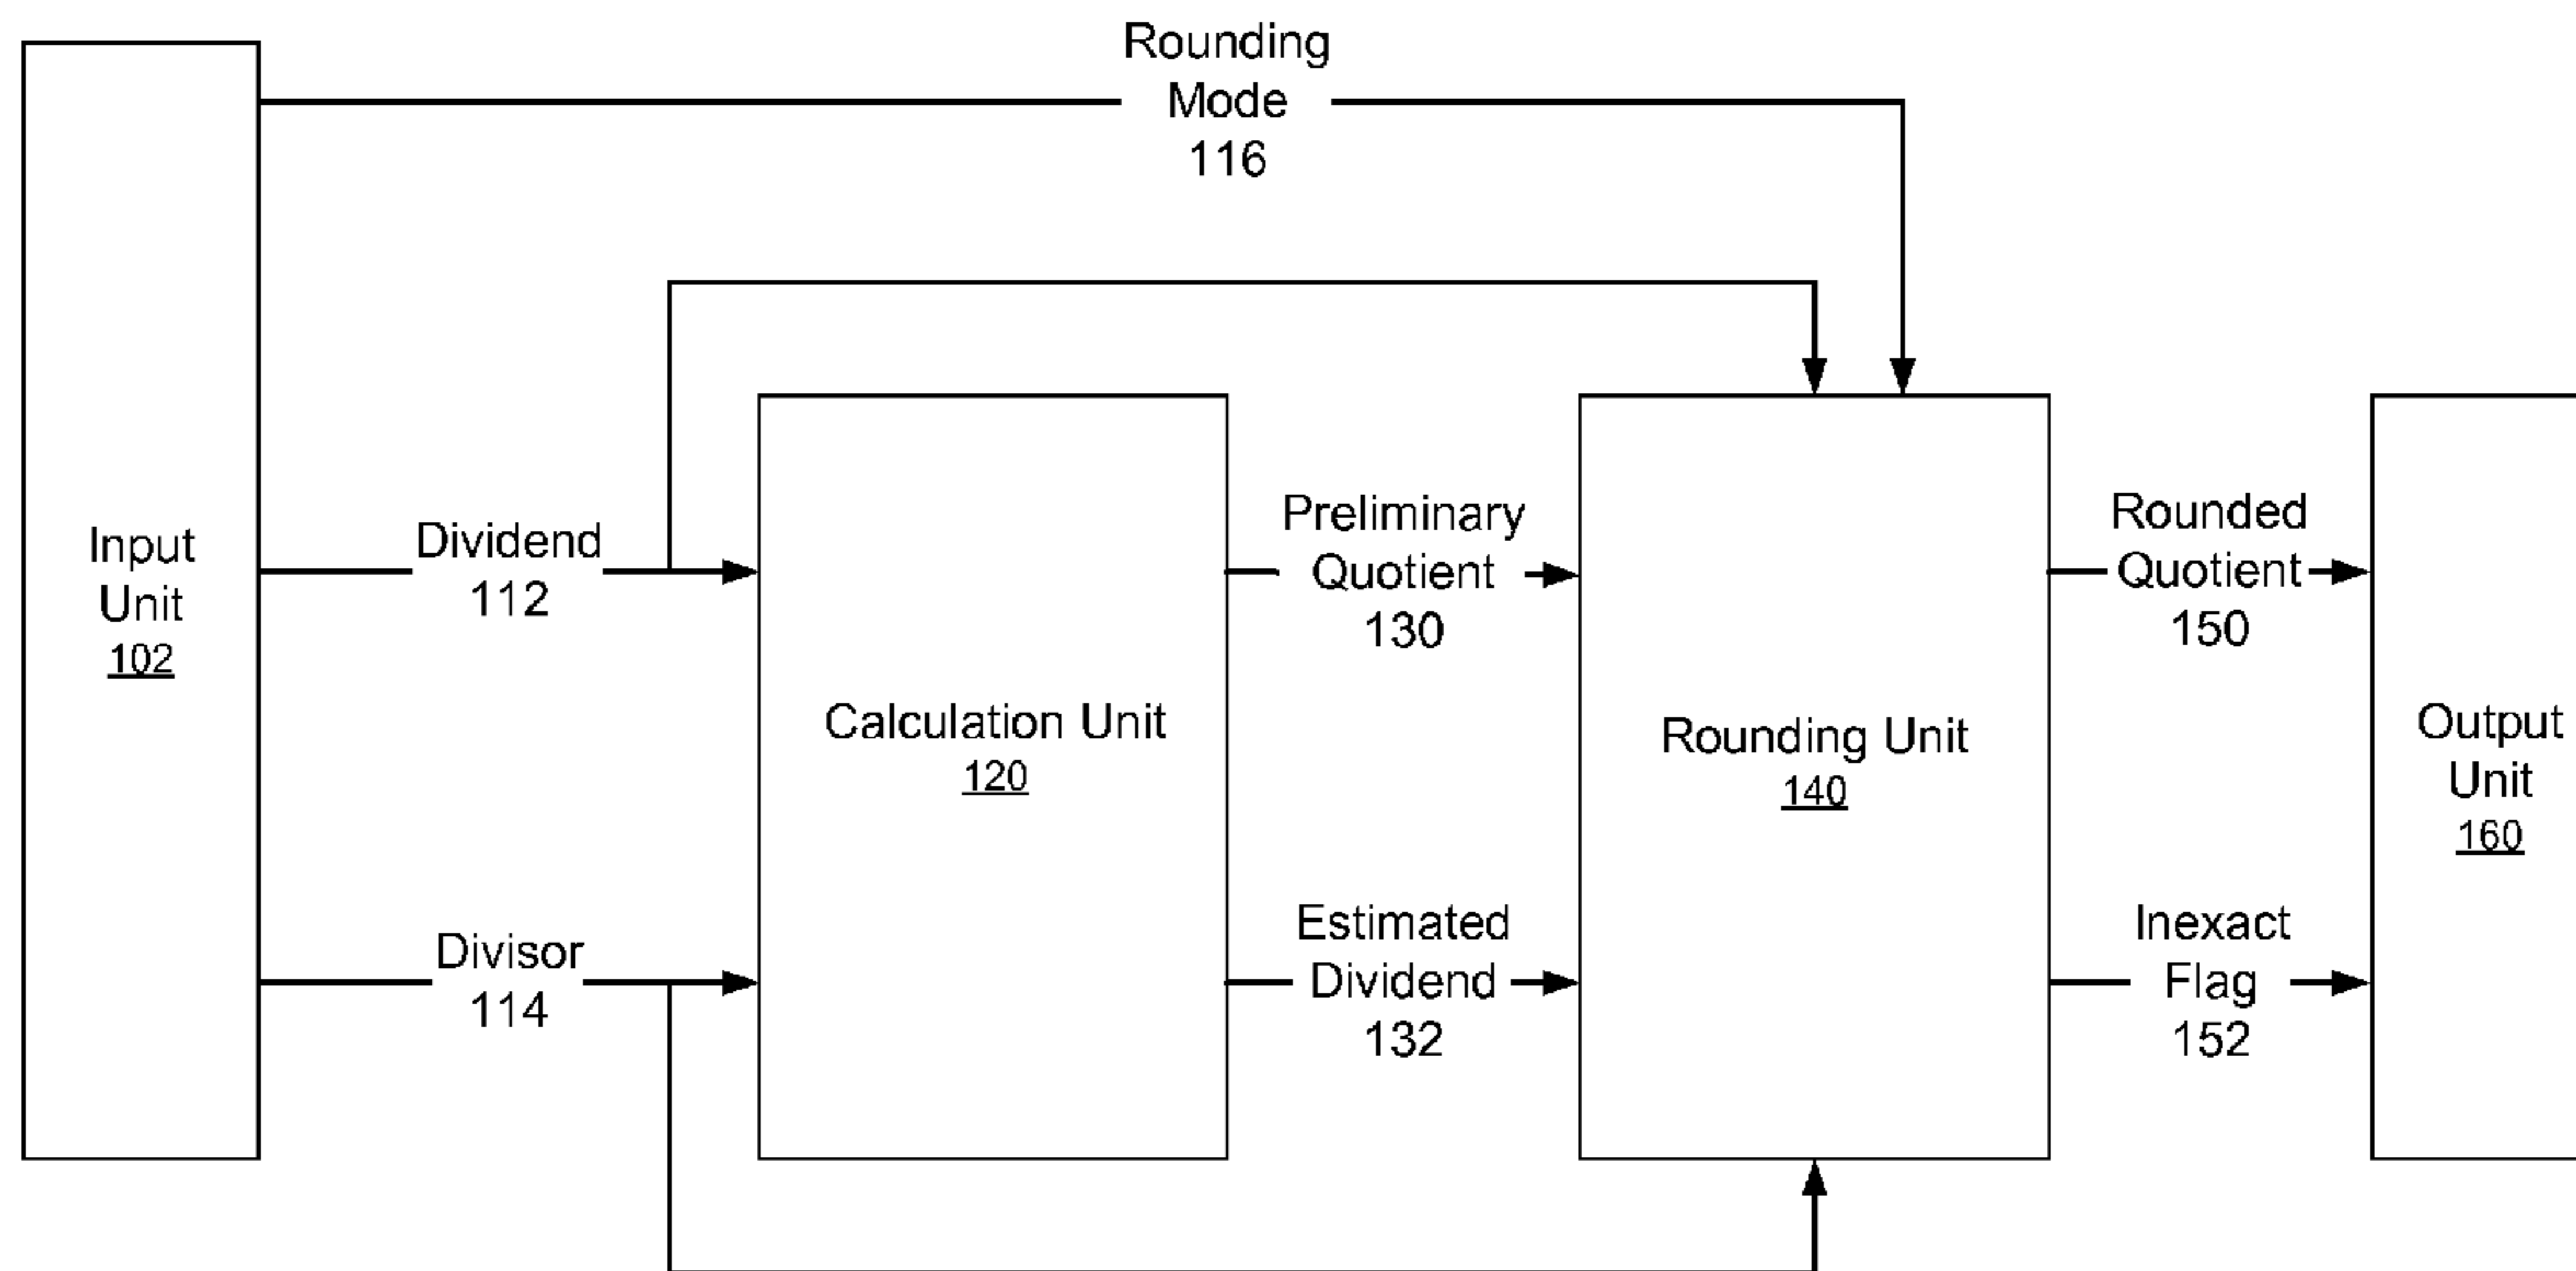 Rounding
Mode
116
Input
Unit
102
Dividend
112
Divisor
114
Calculation Unit
120
Preliminary
Quotient
130
Estimated
Dividend
132
Rounding Unit
140
Rounded
Quotient
150
Inexact
Flag
152
Output
Unit
160